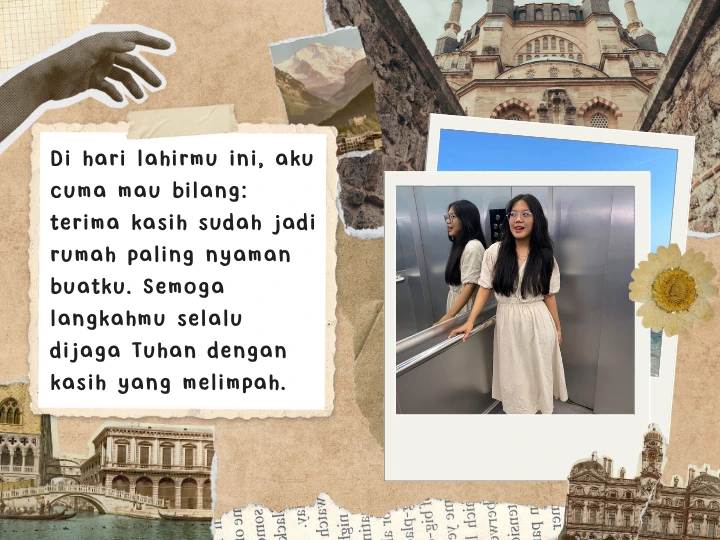 Di hari lahirmu ini, aku
cuma mau bilang:
terima kasih sudah jadi
rumah paling nyaman
buatku. Semoga
langkahmu selalu
dijaga Tuhan dengan
kasih yang melimpah.